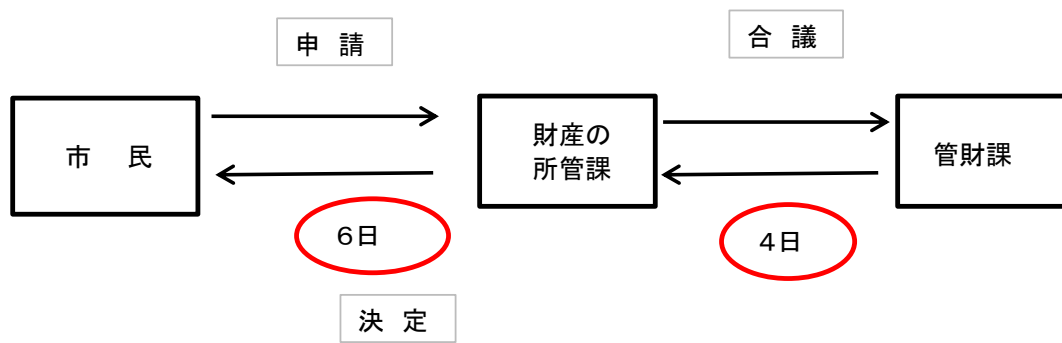 申 請
合 議
市 民
財産の
所管課
管財課
６日
４日
決 定